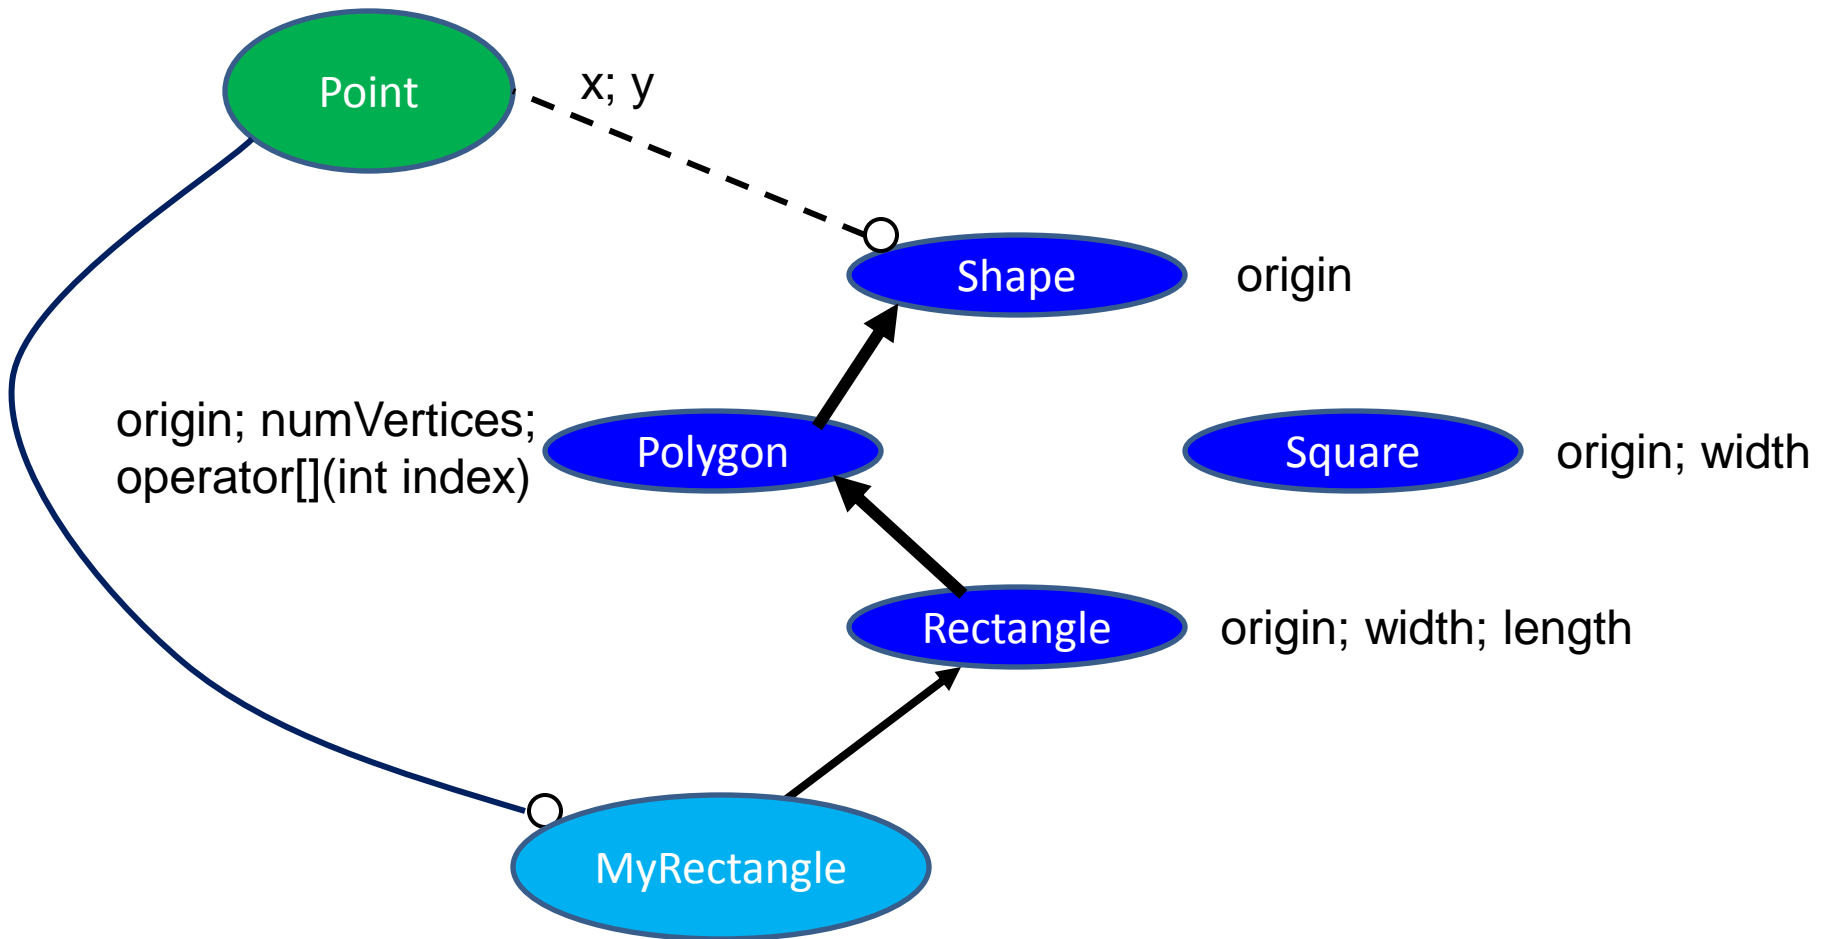 Point
x; y
Shape
origin
origin; numVertices;
operator[](int index)
Polygon
Square
origin; width
Rectangle
origin; width; length
MyRectangle